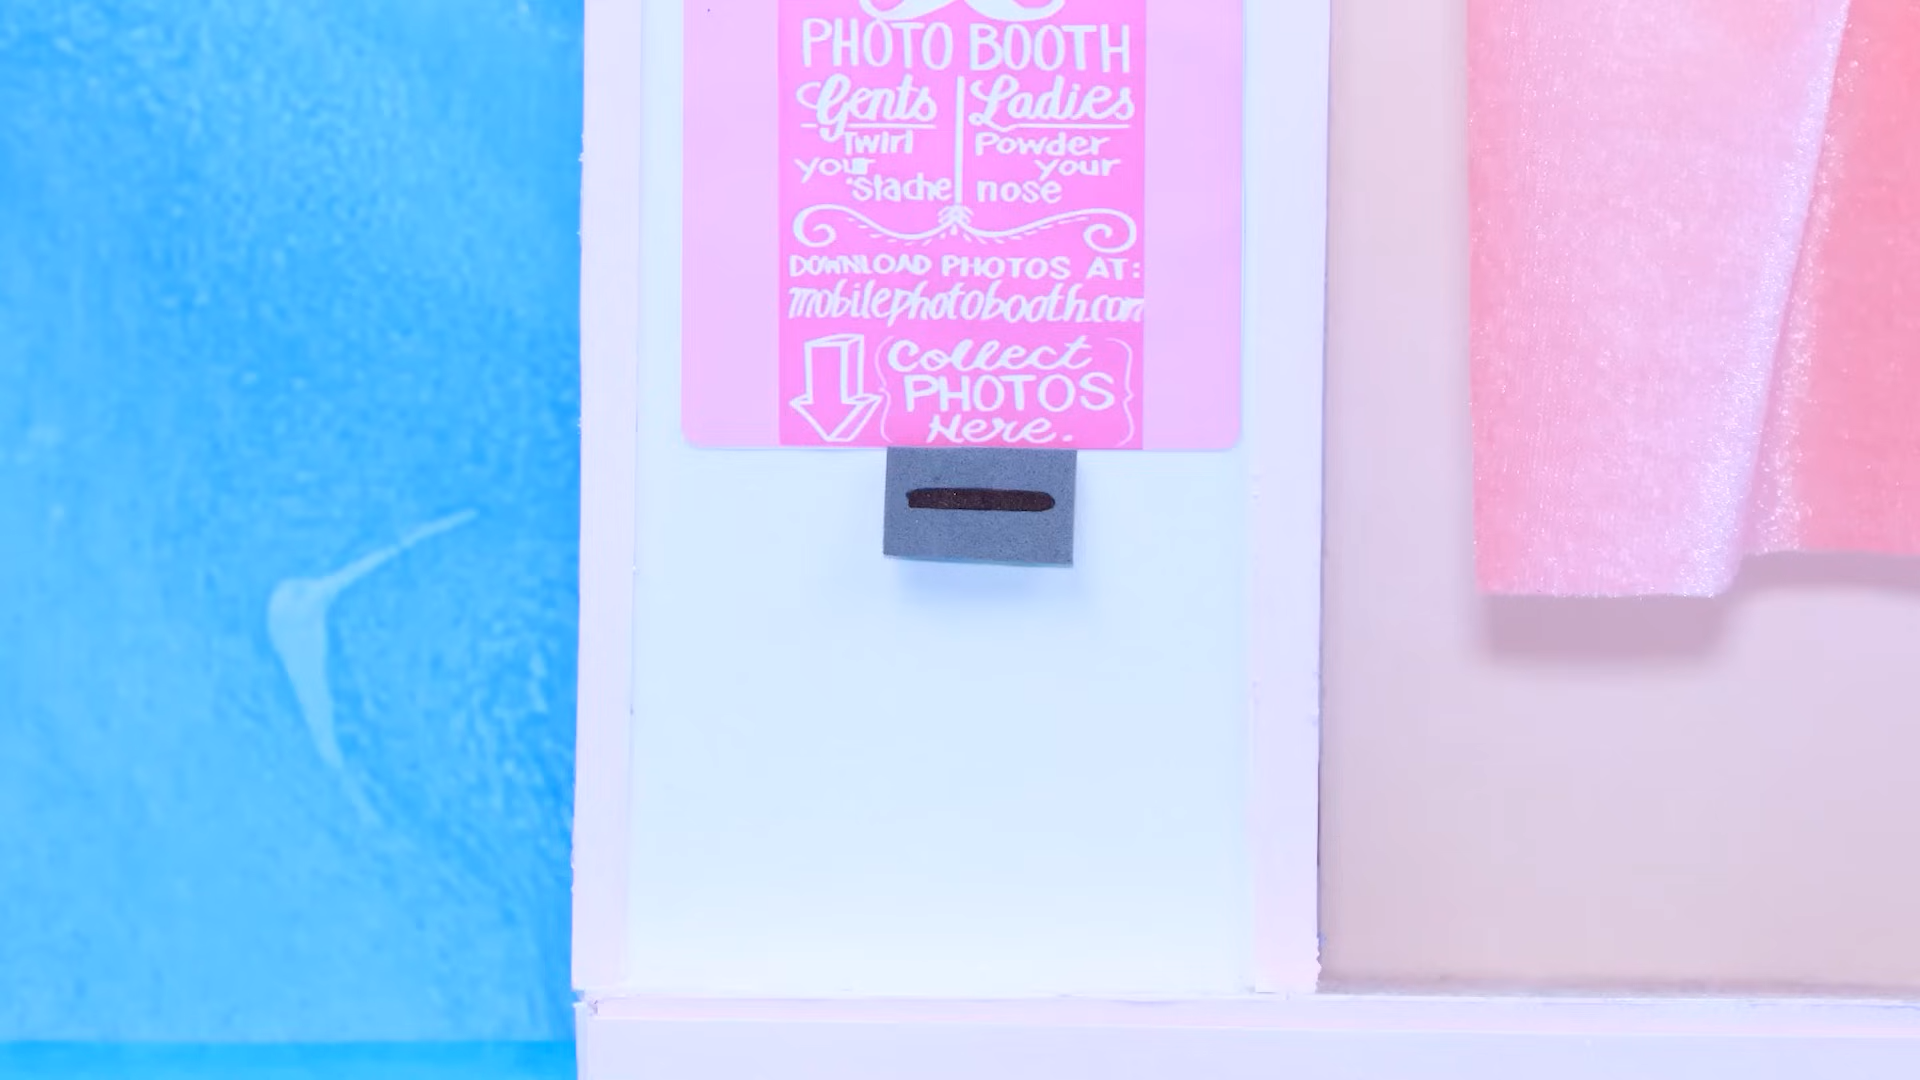 PHOTO BOOTH
Gents
Twirl
your
'stache
Ladies
Powder
your
nose
DOWNLOAD PHOTOS AT:
mobilephotobooth.com
Collect
PHOTOS
Here.